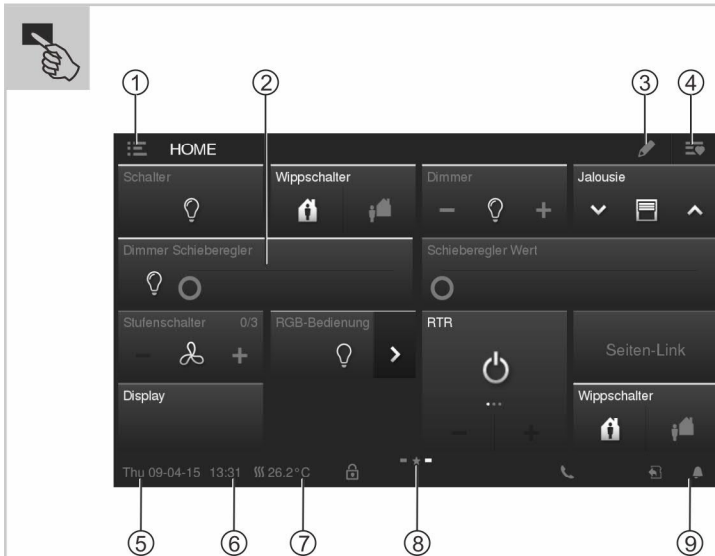 1 2 3 4
HOME
Schalter Wippschalter Dimmer Jalousie
Dimmer Schieberegler Schieberegler Wert
Stufenschalter 0/3 RGB-Bedienung RTR
Seiten-Link
Display Wippschalter
Thu 09-04-15 13:31 26.2°C
5 6 7 8 9